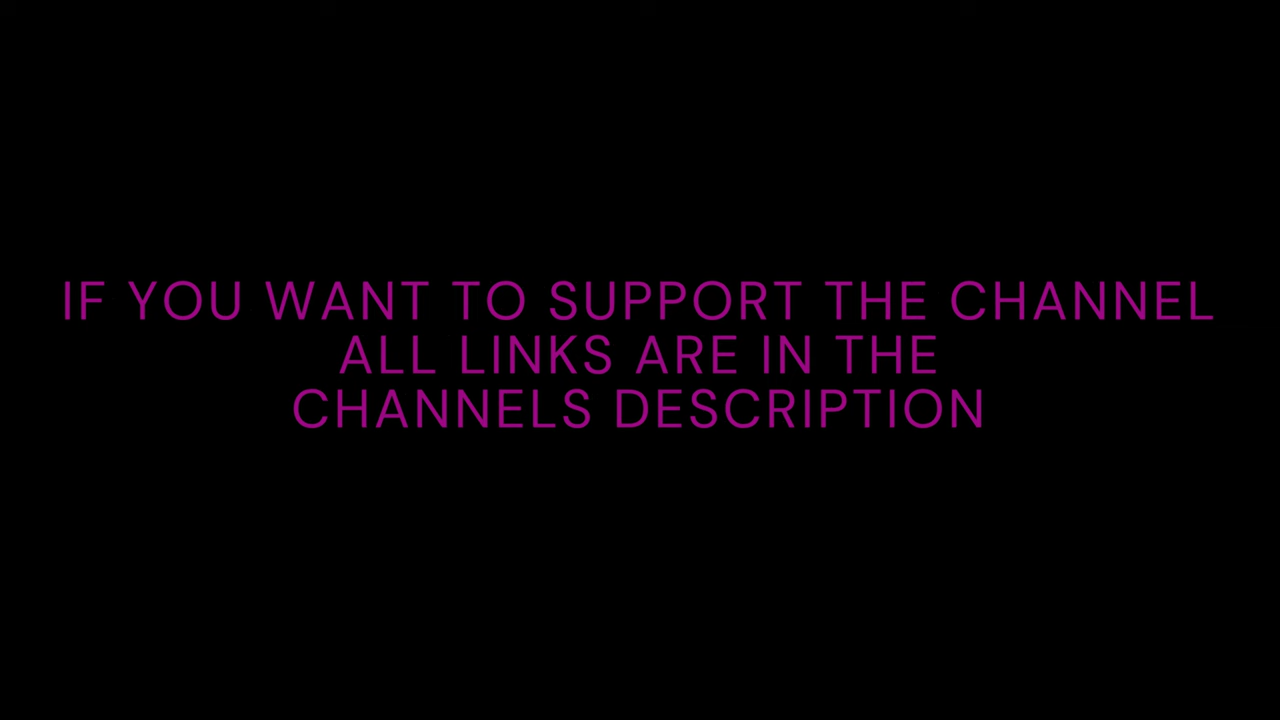 IF YOU WANT TO SUPPORT THE CHANNEL
ALL LINKS ARE IN THE
CHANNELS DESCRIPTION